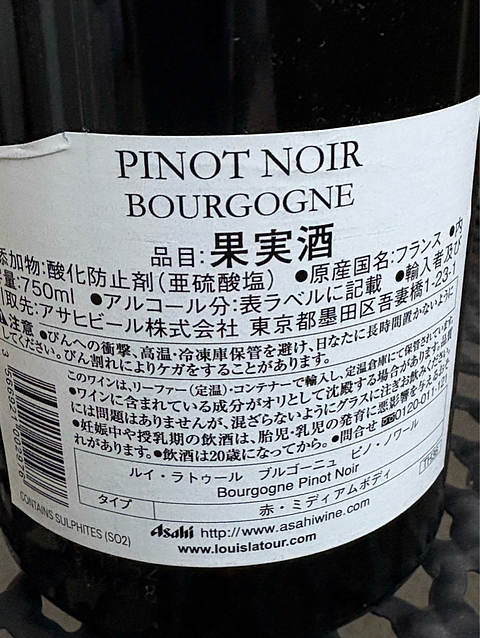 PINOT NOIR
BOURGOGNE
品目:果実酒
添加物:酸化防止剤(亜硫酸塩) ●原産国名:フランス ●内
容量:750ml ●アルコール分:表ラベルに記載 ●輸入者及び
引取先:アサヒビール株式会社 東京都墨田区吾妻橋1-23-1
注意 ●びんへの衝撃、高温・冷凍庫保管を避け、日なたに長時間置かないように
してください。●びん割れによりケガをすることがあります。
このワインは、リーファー(定温)・コンテナーで輸入し、定温倉庫にて保管されています。
●ワインに含まれている成分がオリとして沈殿する場合がありますが、品質
には問題はありませんが、混ざらないようにグラスに注ぎお飲みください。
●妊娠中や授乳期の飲酒は、胎児・乳児の発育に悪影響を与えるおそ
れがあります。●飲酒は20歳になってから。●問合せ 0120-011-121
ルイ・ラトゥール ブルゴーニュ ピノ・ノワール
Bourgogne Pinot Noir
タイプ 赤・ミディアムボディ
CONTAINS SULPHITES (SO2)
Asahi http://www.asahiwine.com
www.louislatour.com